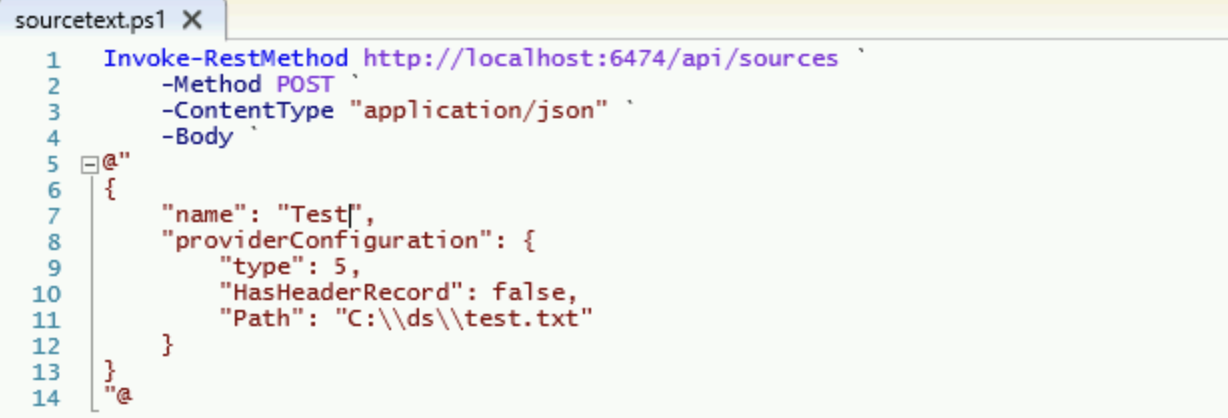 sourcetext.ps1
1 Invoke-RestMethod http://localhost:6474/api/sources `
2     -Method POST `
3     -ContentType "application/json" `
4     -Body `
5 @"
6 {
7     "name": "Test",
8     "providerConfiguration": {
9         "type": 5,
10         "HasHeaderRecord": false,
11         "Path": "C:\\ds\\test.txt"
12     }
13 }
14 "@